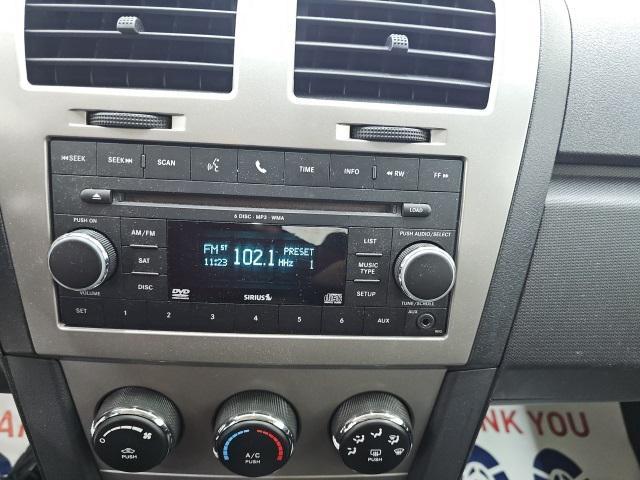 SEEK SEEK SCAN TIME INFO RW FF
LOAD
6 DISC · MP3 · WMA
PUSH ON
VOLUME
AM/FM
SAT
DISC
FM ST 102.1 PRESET
11:23 MHz 1
DVD SIRIUS
LIST
MUSIC TYPE
SETUP
PUSH AUDIO/SELECT
TUNE/SCROLL
SET 1 2 3 4 5 6 AUX
AUX
PUSH
A/C
PUSH
PUSH
NK YOU